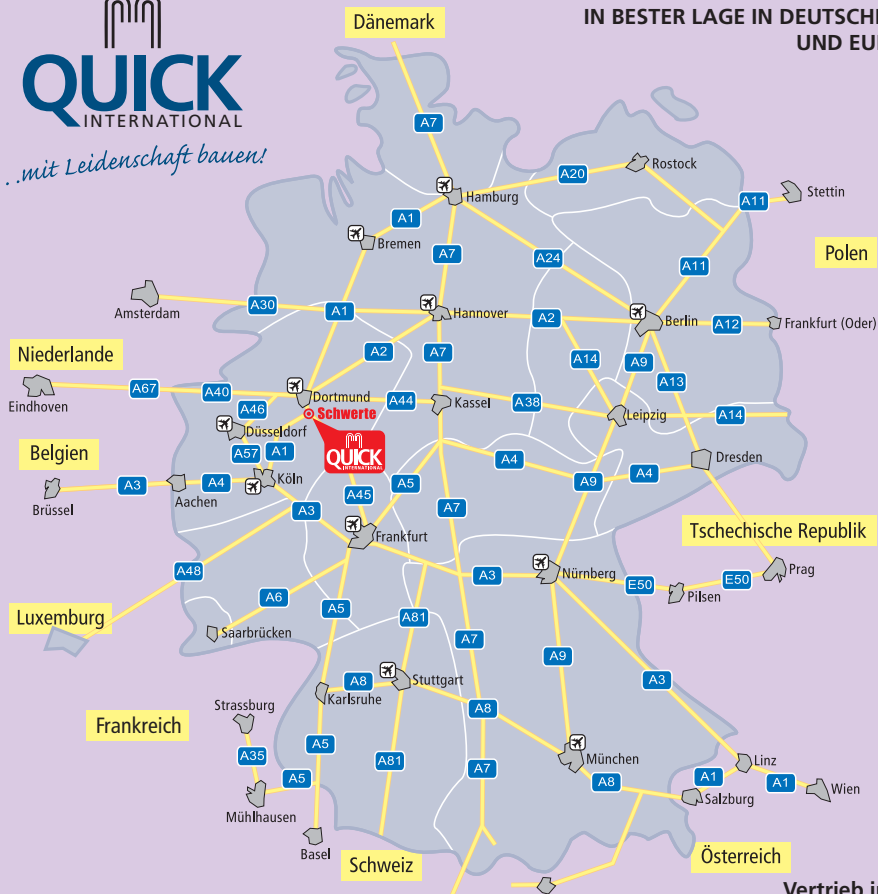 QUICK
INTERNATIONAL
..mit Leidenschaft bauen!
IN BESTER LAGE IN DEUTSCH
UND EU
Dänemark
A7
Rostock
A20
Stettin
A11
Hamburg
A1
Bremen
A7
A24
A11
Polen
Amsterdam
A30
A1
Hannover
A2
Berlin
A12
Frankfurt (Oder)
Niederlande
A2
A7
A14
A9
A13
Eindhoven
A67
A40
Dortmund
A44
Kassel
A38
Leipzig
A14
A46
Schwerte
Düsseldorf
QUICK
INTERNATIONAL
Belgien
A57
A1
Dresden
Brüssel
A3
Aachen
A4
Köln
A45
A5
A4
A9
A4
A3
A7
Frankfurt
Tschechische Republik
A48
A3
Nürnberg
E50
Pilsen
E50
Prag
Luxemburg
A6
Saarbrücken
A5
A81
A7
A9
A3
Stuttgart
A8
Karlsruhe
Strassburg
A8
Frankreich
A35
A5
A81
A7
München
A8
Linz
A1
Salzburg
A1
Wien
A5
Mühlhausen
Basel
Schweiz
Österreich
Vertrieb i